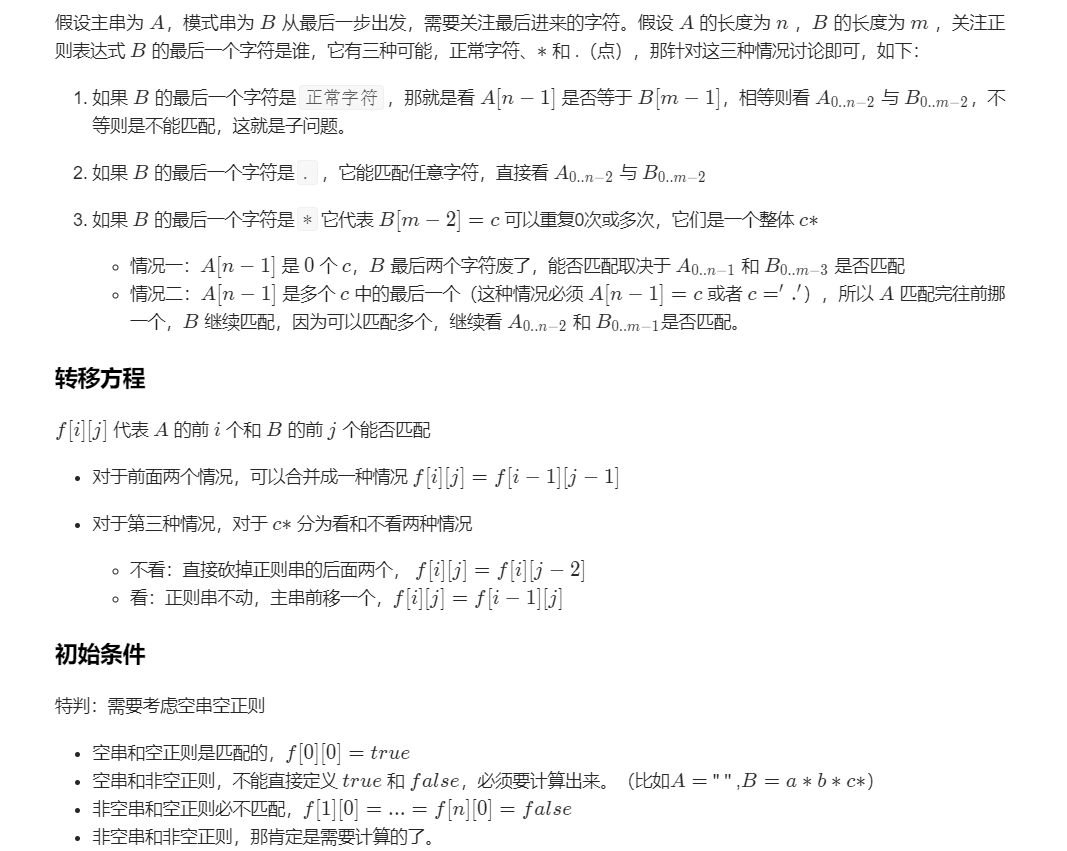 假设主串为 A，模式串为 B 从最后一步出发，需要关注最后进来的字符。假设 A 的长度为 n ，B 的长度为 m ，关注正
则表达式 B 的最后一个字符是谁，它有三种可能，正常字符、* 和 .（点），那针对这三种情况讨论即可，如下：
1. 如果 B 的最后一个字符是 正常字符 ，那就是看 A[n − 1] 是否等于 B[m − 1]，相等则看 A0..n−2 与 B0..m−2，不
等则是不能匹配，这就是子问题。
2. 如果 B 的最后一个字符是 . ，它能匹配任意字符，直接看 A0..n−2 与 B0..m−2
3. 如果 B 的最后一个字符是 * 它代表 B[m − 2] = c 可以重复0次或多次，它们是一个整体 c*
情况一：A[n − 1] 是 0 个 c，B 最后两个字符废了，能否匹配取决于 A0..n−1 和 B0..m−3 是否匹配
情况二：A[n − 1] 是多个 c 中的最后一个（这种情况必须 A[n − 1] = c 或者 c =′ .′），所以 A 匹配完往前挪
一个，B 继续匹配，因为可以匹配多个，继续看 A0..n−2 和 B0..m−1是否匹配。
转移方程
f[i][j] 代表 A 的前 i 个和 B 的前 j 个能否匹配
对于前面两个情况，可以合并成一种情况 f[i][j] = f[i − 1][j − 1]
对于第三种情况，对于 c* 分为看和不看两种情况
不看：直接砍掉正则串的后面两个， f[i][j] = f[i][j − 2]
看：正则串不动，主串前移一个，f[i][j] = f[i − 1][j]
初始条件
特判：需要考虑空串空正则
空串和空正则是匹配的，f[0][0] = true
空串和非空正则，不能直接定义 true 和 false，必须要计算出来。（比如A = "" ,B = a * b * c*）
非空串和空正则必不匹配，f[1][0] = ... = f[n][0] = false
非空串和非空正则，那肯定是需要计算的了。